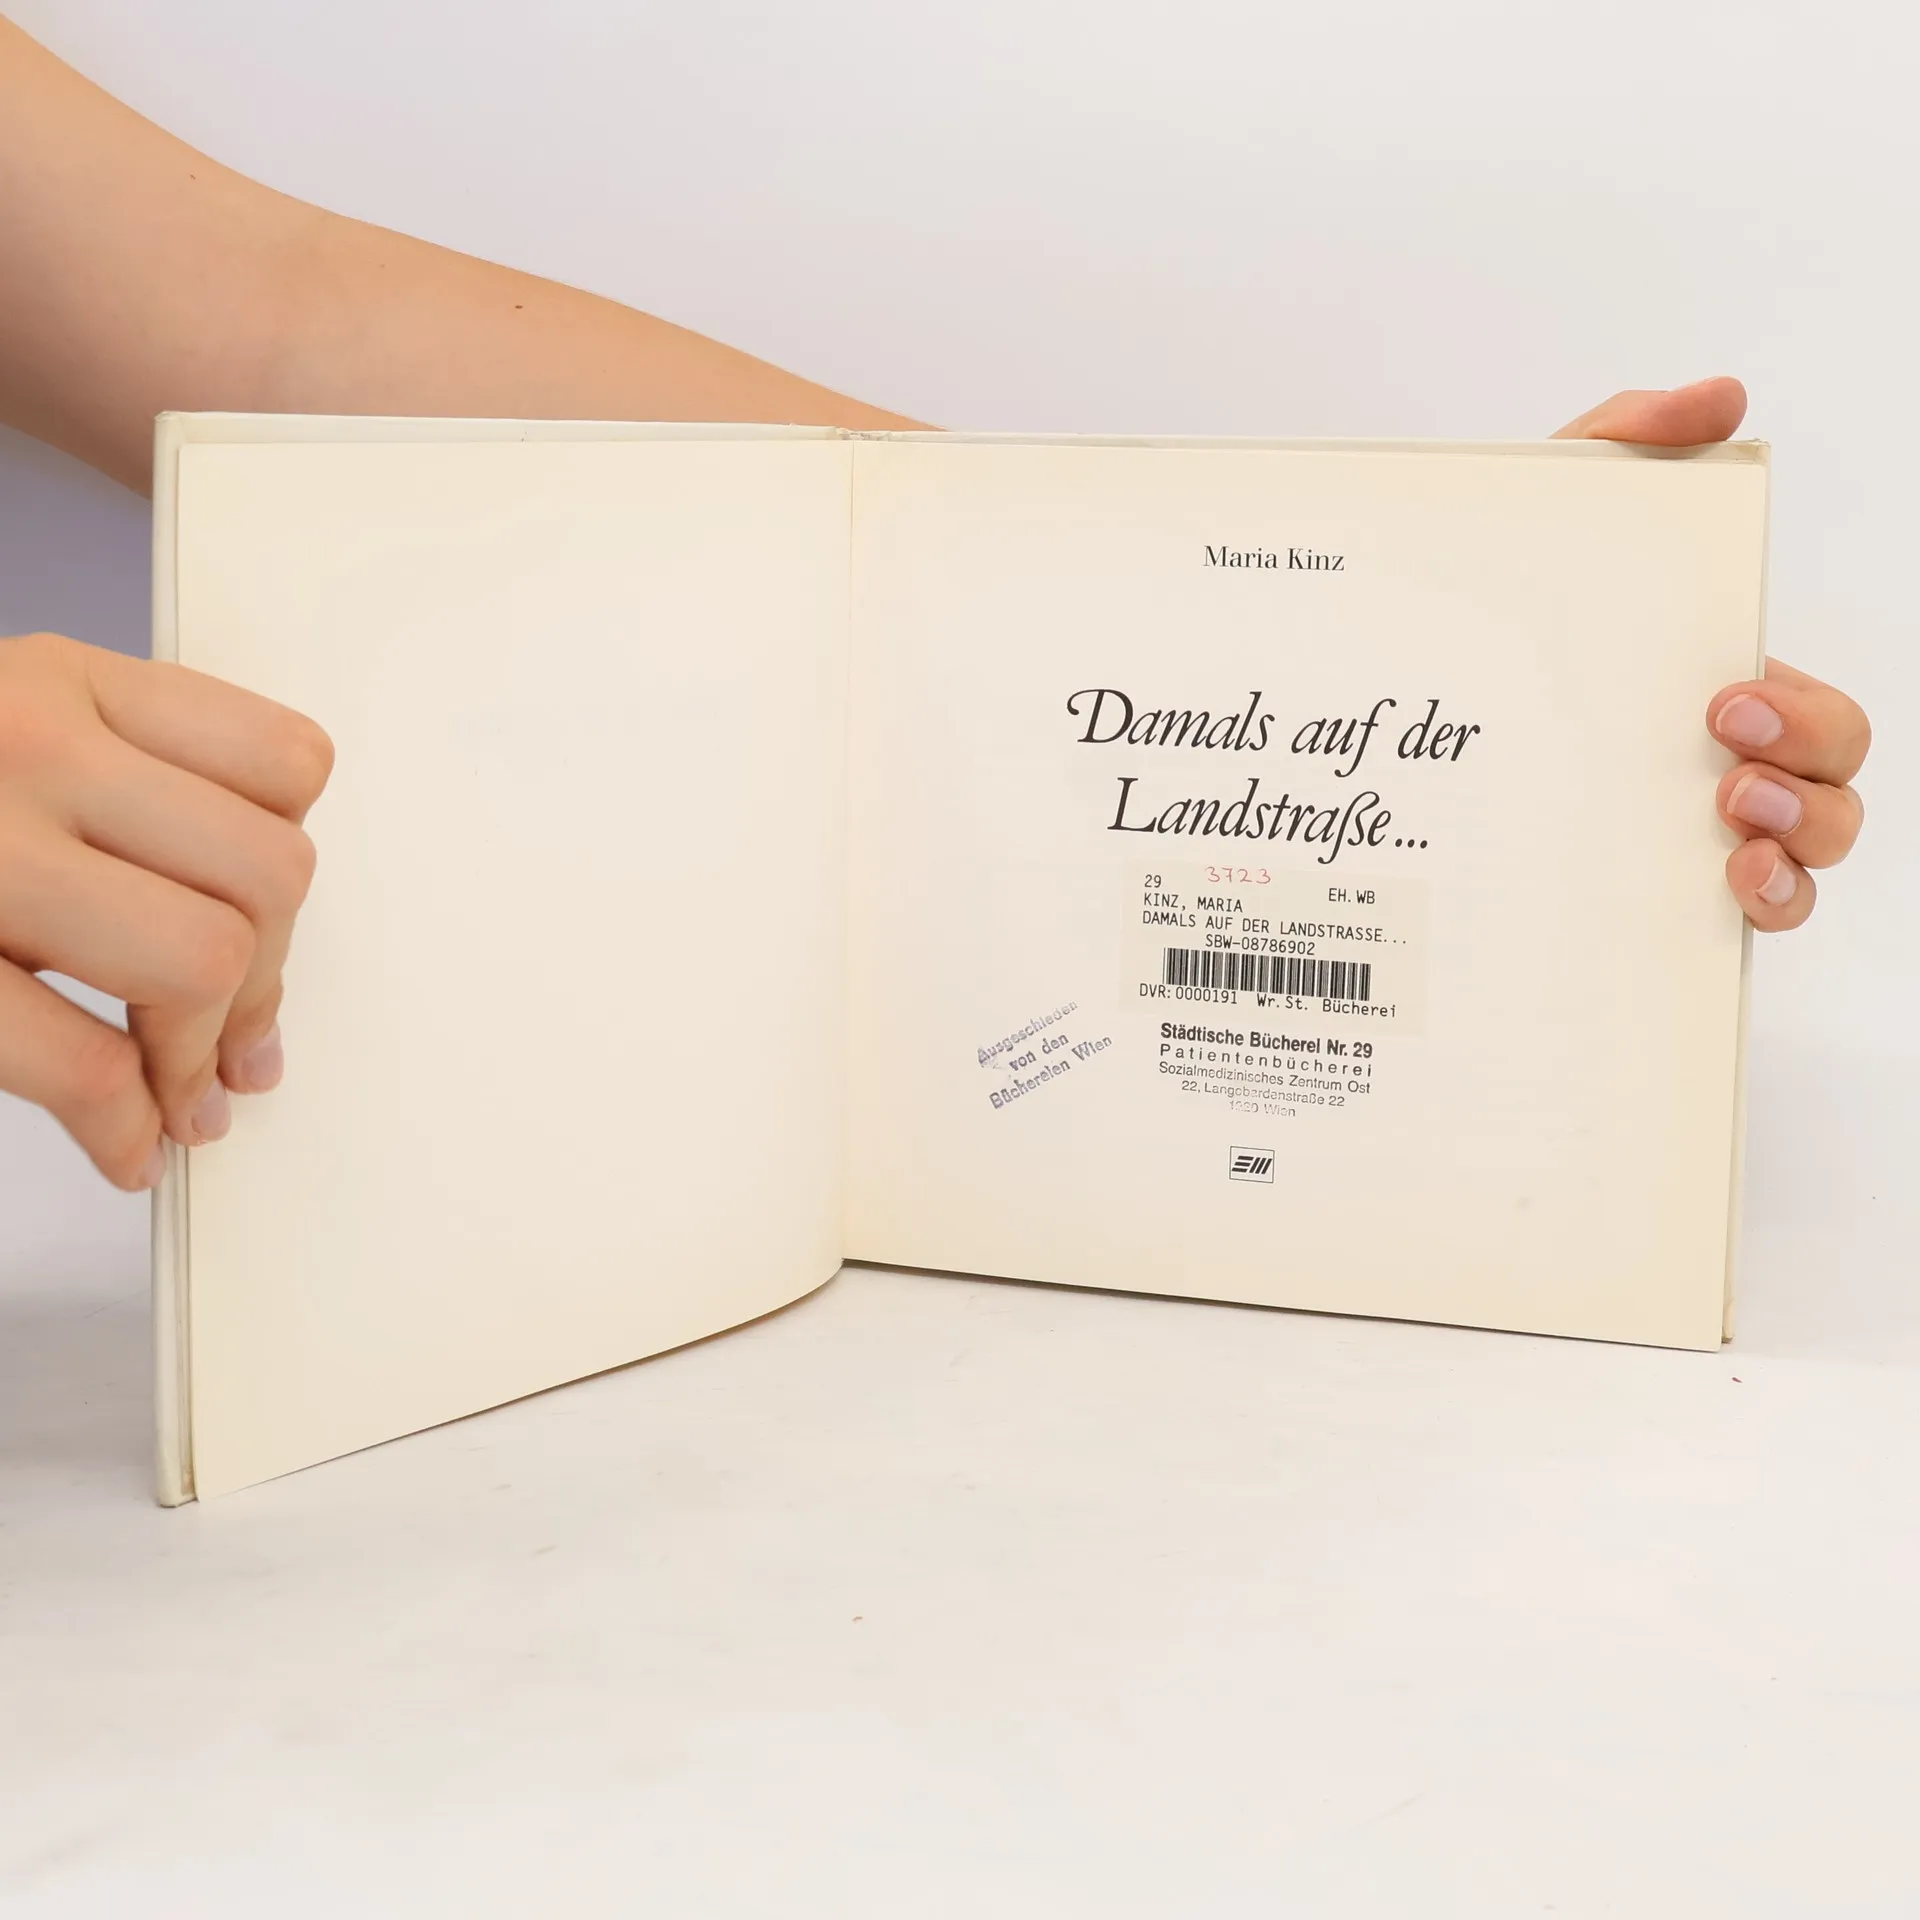 Maria Kinz
Damals auf der
Landstraße...
29 3723 EH. WB
KINZ, MARIA
DAMALS AUF DER LANDSTRASSE...
SBW-08786902
DVR:0000191 Wr.St. Bücherei
Ausgeschieden
von den
Büchereien Wien
Städtische Bücherei Nr. 29
Patientenbücherei
Sozialmedizinisches Zentrum Ost
22, Langobardenstraße 22
1220 Wien